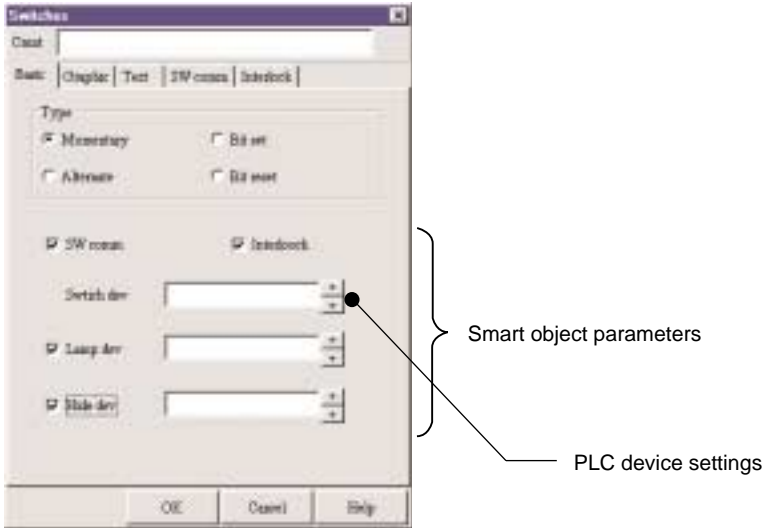 Switches
Basic Graphic Text SW comm Interlock
Type
Momentary Bit set
Alternate Bit reset
SW comm Interlock
Switch dev
Lamp dev
Hide dev
OK Cancel Help
Smart object parameters
PLC device settings